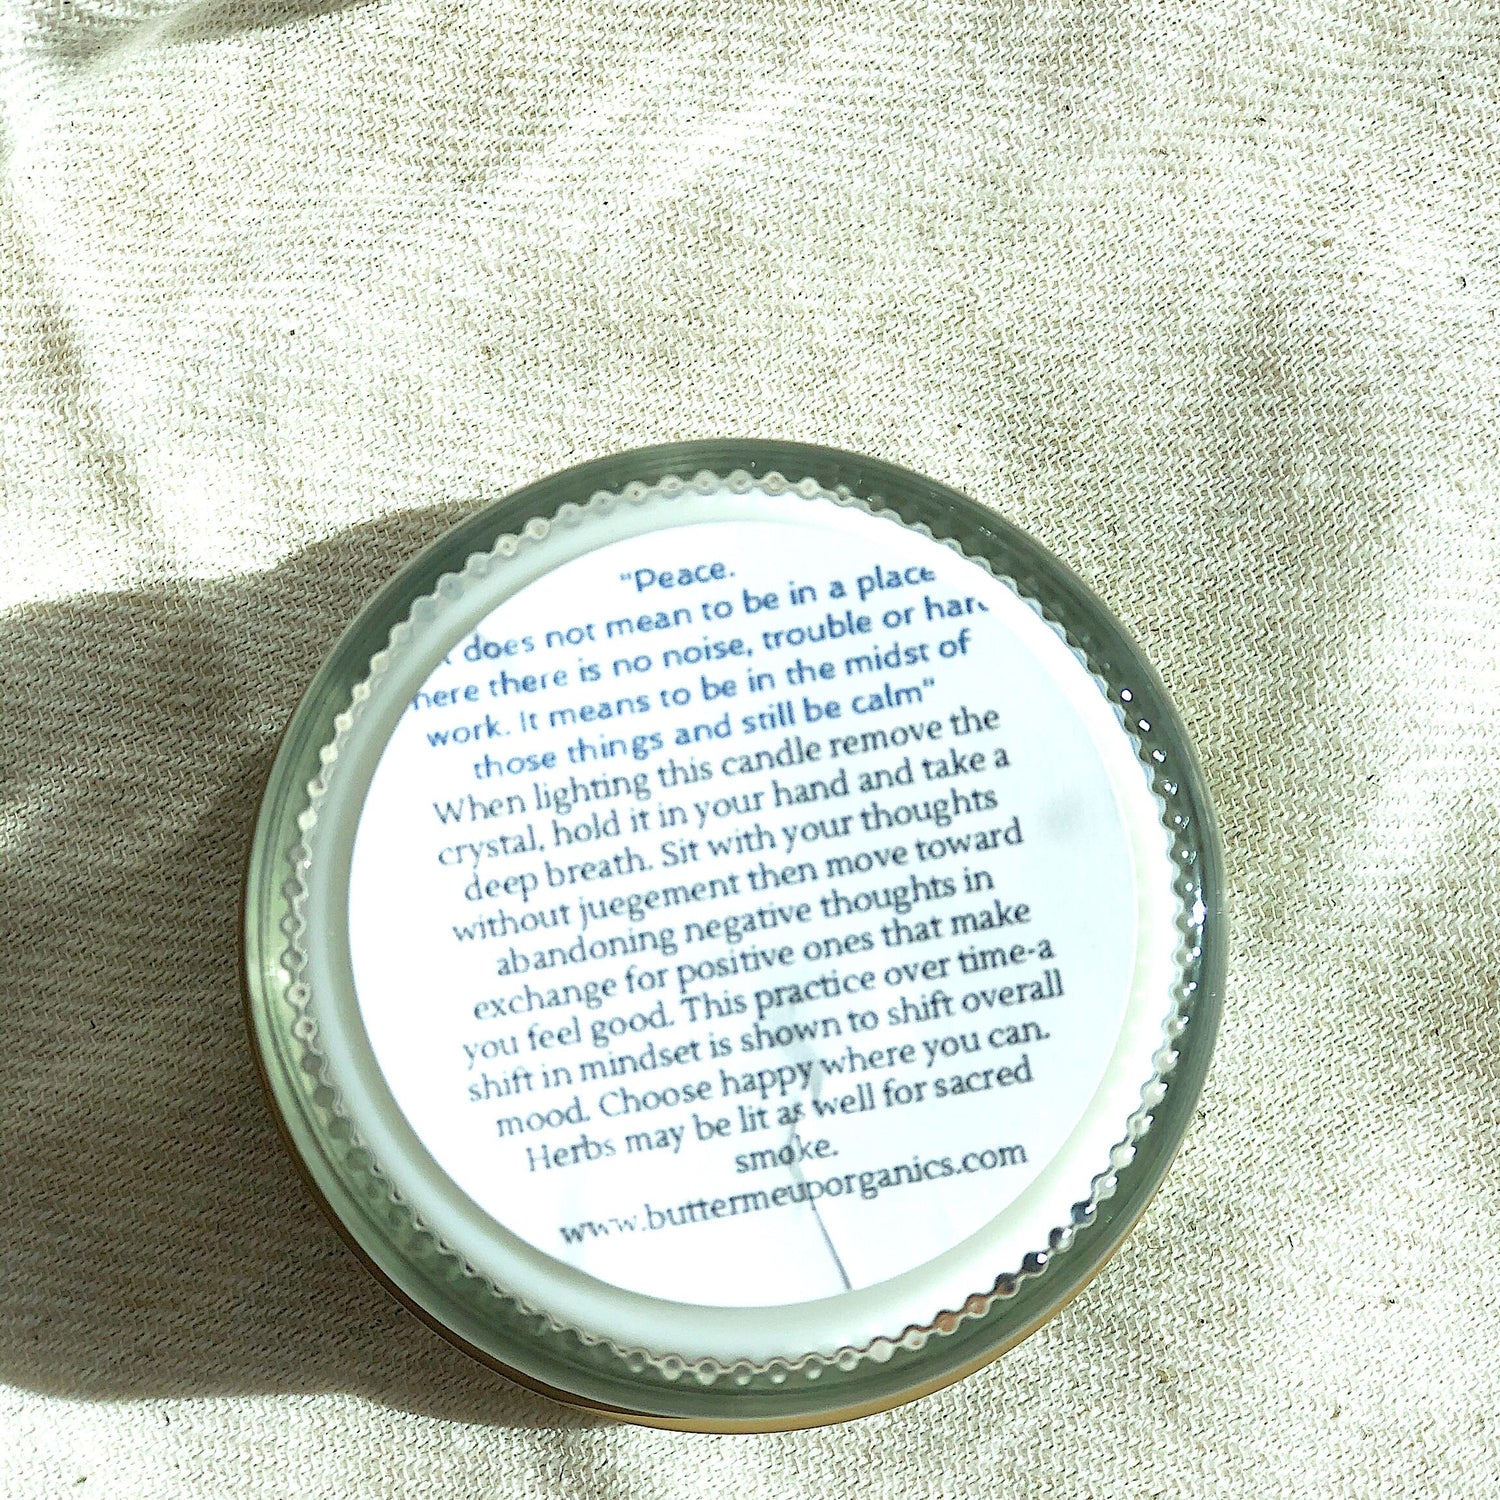 "Peace.
does not mean to be in a place
here there is no noise, trouble or hard
work. It means to be in the midst of
those things and still be calm"
When lighting this candle remove the
crystal, hold it in your hand and take a
deep breath. Sit with your thoughts
without juegement then move toward
abandoning negative thoughts in
exchange for positive ones that make
you feel good. This practice over time-a
shift in mindset is shown to shift overall
mood. Choose happy where you can.
Herbs may be lit as well for sacred
smoke.
www.buttermeuporganics.com